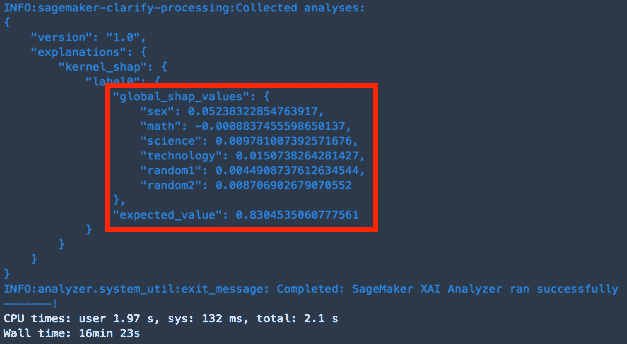 INFO:sagemaker-clarify-processing:Collected analyses:
{
"version": "1.0",
"explanations": {
"kernel_shap": {
"label0": {
"global_shap_values": {
"sex": 0.05238322854763917,
"math": -0.0008837455598650137,
"science": 0.009781007392571676,
"technology": 0.0150738264281427,
"random1": 0.0044908737612634544,
"random2": 0.008706902679070552
},
"expected_value": 0.8304535060777561
}
}
}
}
INFO:analyzer.system_util:exit_message: Completed: SageMaker XAI Analyzer ran successfully
-------!
CPU times: user 1.97 s, sys: 132 ms, total: 2.1 s
Wall time: 16min 23s